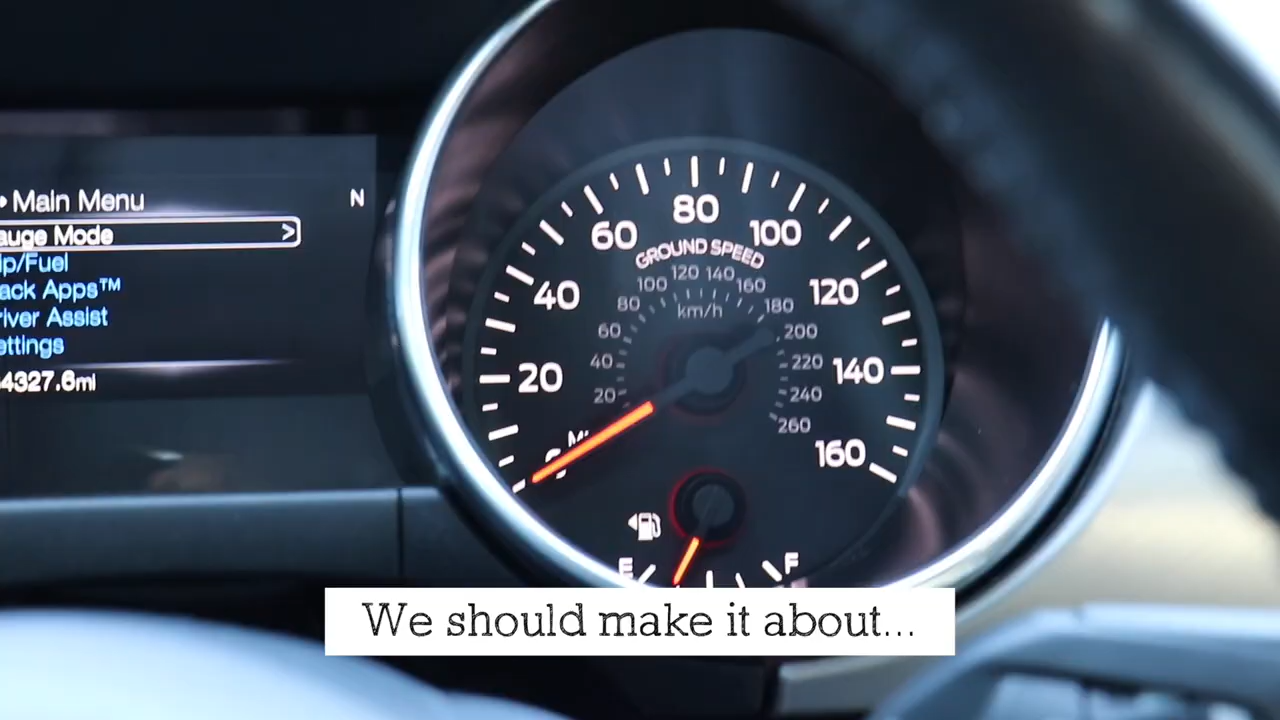 Main Menu
N
auge Mode >
ip/Fuel
ack Apps™
river Assist
ettings
4327.6mi
20
40
60
80
100
120
140
160
GROUND SPEED
km/h
20
40
60
80
100
120
140
160
180
200
220
240
260
E
F
We should make it about...